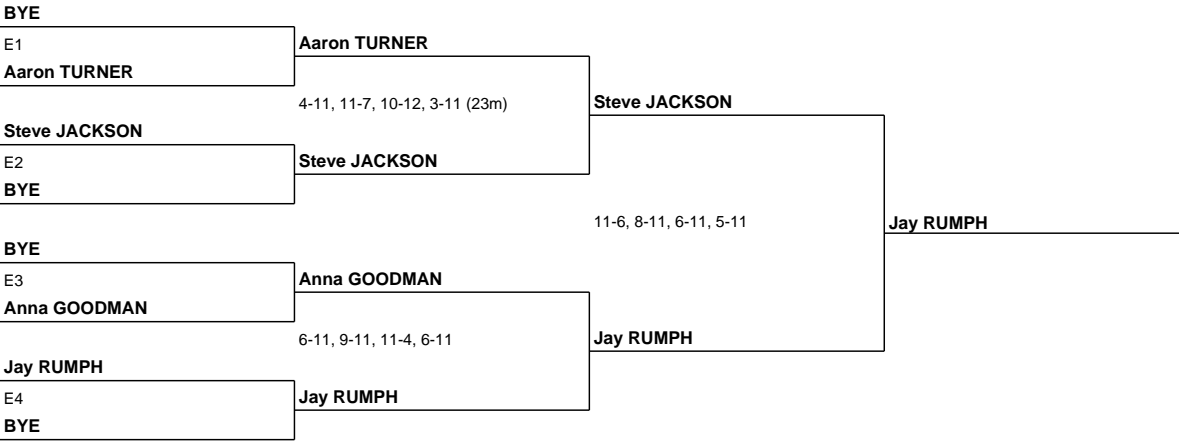 BYE
E1
Aaron TURNER
Aaron TURNER
4-11, 11-7, 10-12, 3-11 (23m)
Steve JACKSON
Steve JACKSON
E2
BYE
Steve JACKSON
11-6, 8-11, 6-11, 5-11
Jay RUMPH
BYE
E3
Anna GOODMAN
Anna GOODMAN
6-11, 9-11, 11-4, 6-11
Jay RUMPH
Jay RUMPH
E4
BYE
Jay RUMPH